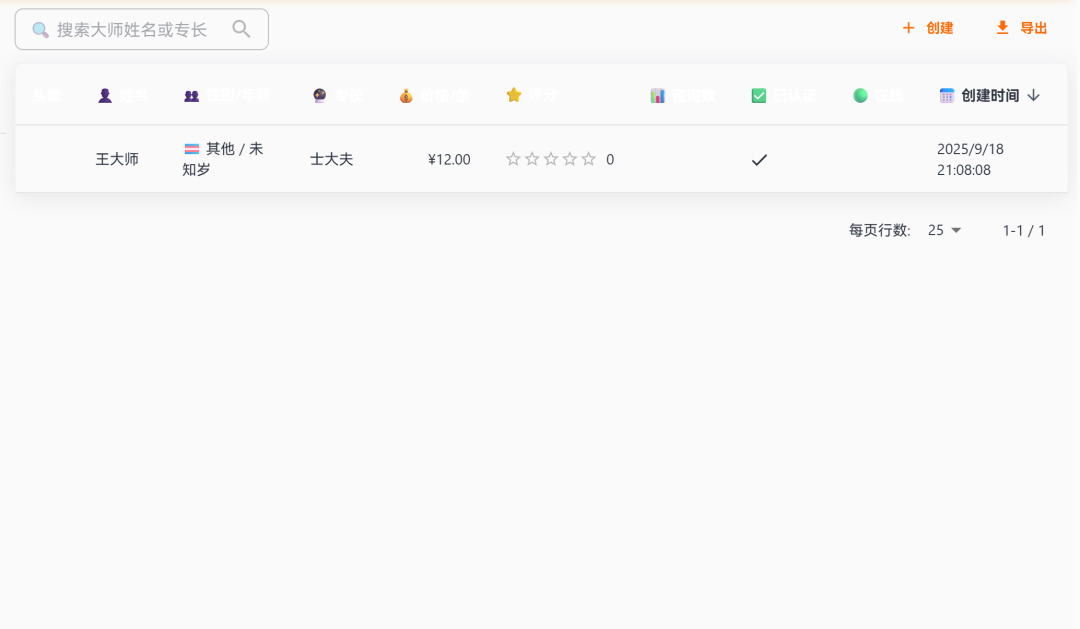 🔍 搜索大师姓名或专长
创建
导出
头像 姓名 性别/年龄 专长 价格/条 评分 咨询数 已认证 在线 创建时间
王大师 其他 / 未知岁 士大夫 ¥12.00 0 2025/9/18 21:08:08
每页行数: 25 1-1 / 1